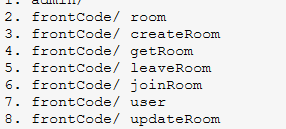 1. admin/
2. frontCode/ room
3. frontCode/ createRoom
4. frontCode/ getRoom
5. frontCode/ leaveRoom
6. frontCode/ joinRoom
7. frontCode/ user
8. frontCode/ updateRoom